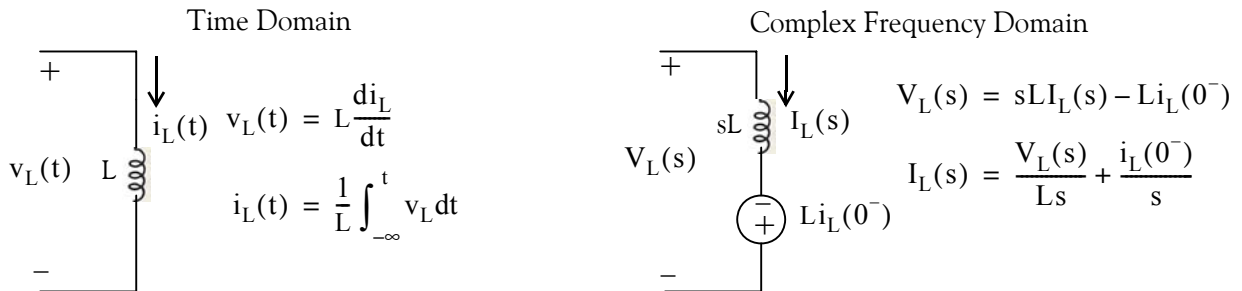 Time Domain
+
i_L(t)
v_L(t) = L di_L/dt
v_L(t)
L
i_L(t) = 1/L ∫_{-∞}^{t} v_L dt
−
Complex Frequency Domain
+
sL
I_L(s)
V_L(s) = sLI_L(s) – Li_L(0⁻)
V_L(s)
I_L(s) = V_L(s)/Ls + i_L(0⁻)/s
−
+
Li_L(0⁻)
−